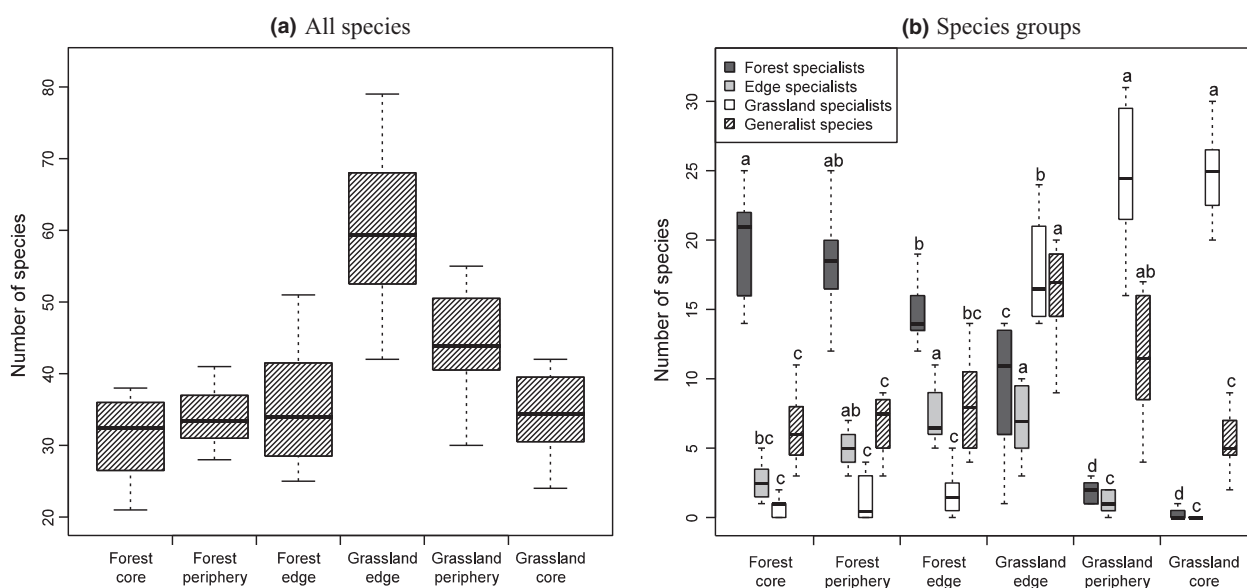 (a) All species
Number of species
80
70
60
50
40
30
20
Forest core
Forest periphery
Forest edge
Grassland edge
Grassland periphery
Grassland core
(b) Species groups
Forest specialists
Edge specialists
Grassland specialists
Generalist species
Number of species
30
25
20
15
10
5
0
a
bc
c
c
ab
ab
c
c
b
a
c
bc
c
a
b
a
d
c
a
ab
d
c
a
c
Forest core
Forest periphery
Forest edge
Grassland edge
Grassland periphery
Grassland core